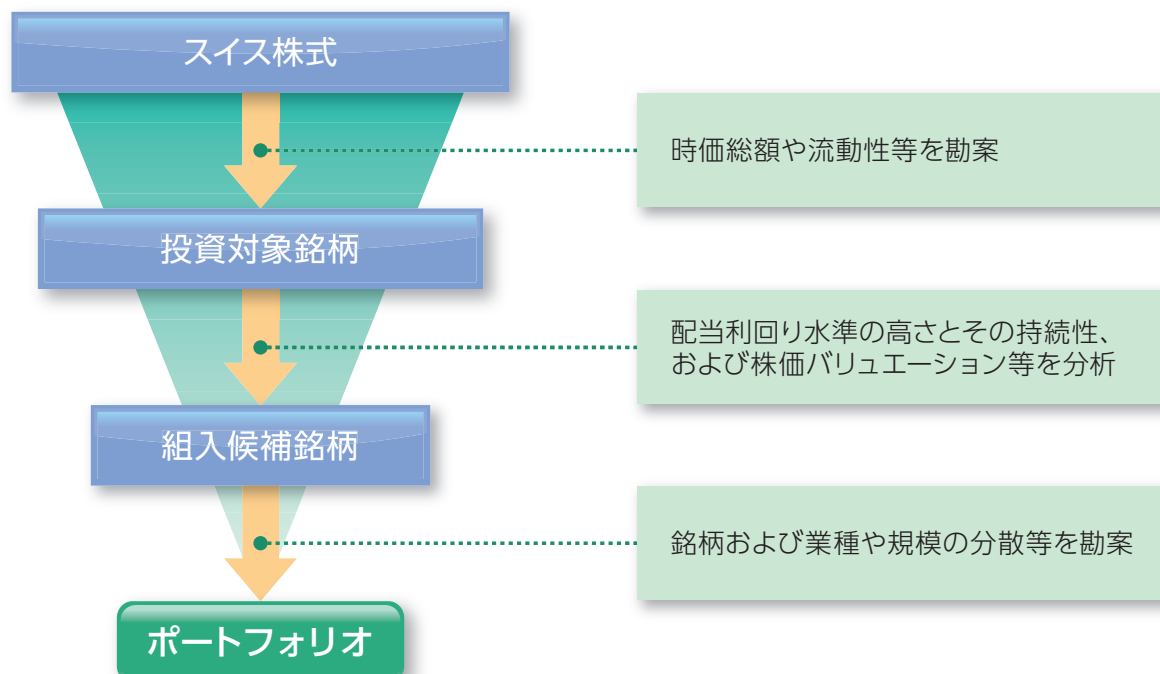 スイス株式
時価総額や流動性等を勘案
投資対象銘柄
配当利回り水準の高さとその持続性、
および株価バリュエーション等を分析
組入候補銘柄
銘柄および業種や規模の分散等を勘案
ポートフォリオ